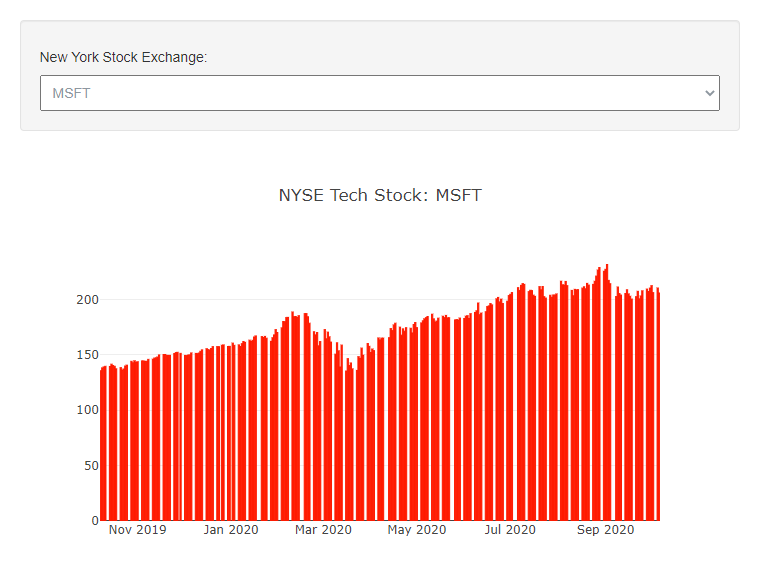 New York Stock Exchange:
MSFT
NYSE Tech Stock: MSFT
200
150
100
50
0
Nov 2019 Jan 2020 Mar 2020 May 2020 Jul 2020 Sep 2020